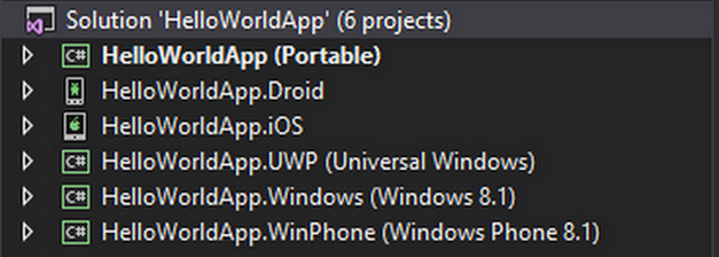 Solution 'HelloWorldApp' (6 projects)
C# HelloWorldApp (Portable)
HelloWorldApp.Droid
HelloWorldApp.iOS
C# HelloWorldApp.UWP (Universal Windows)
C# HelloWorldApp.Windows (Windows 8.1)
C# HelloWorldApp.WinPhone (Windows Phone 8.1)